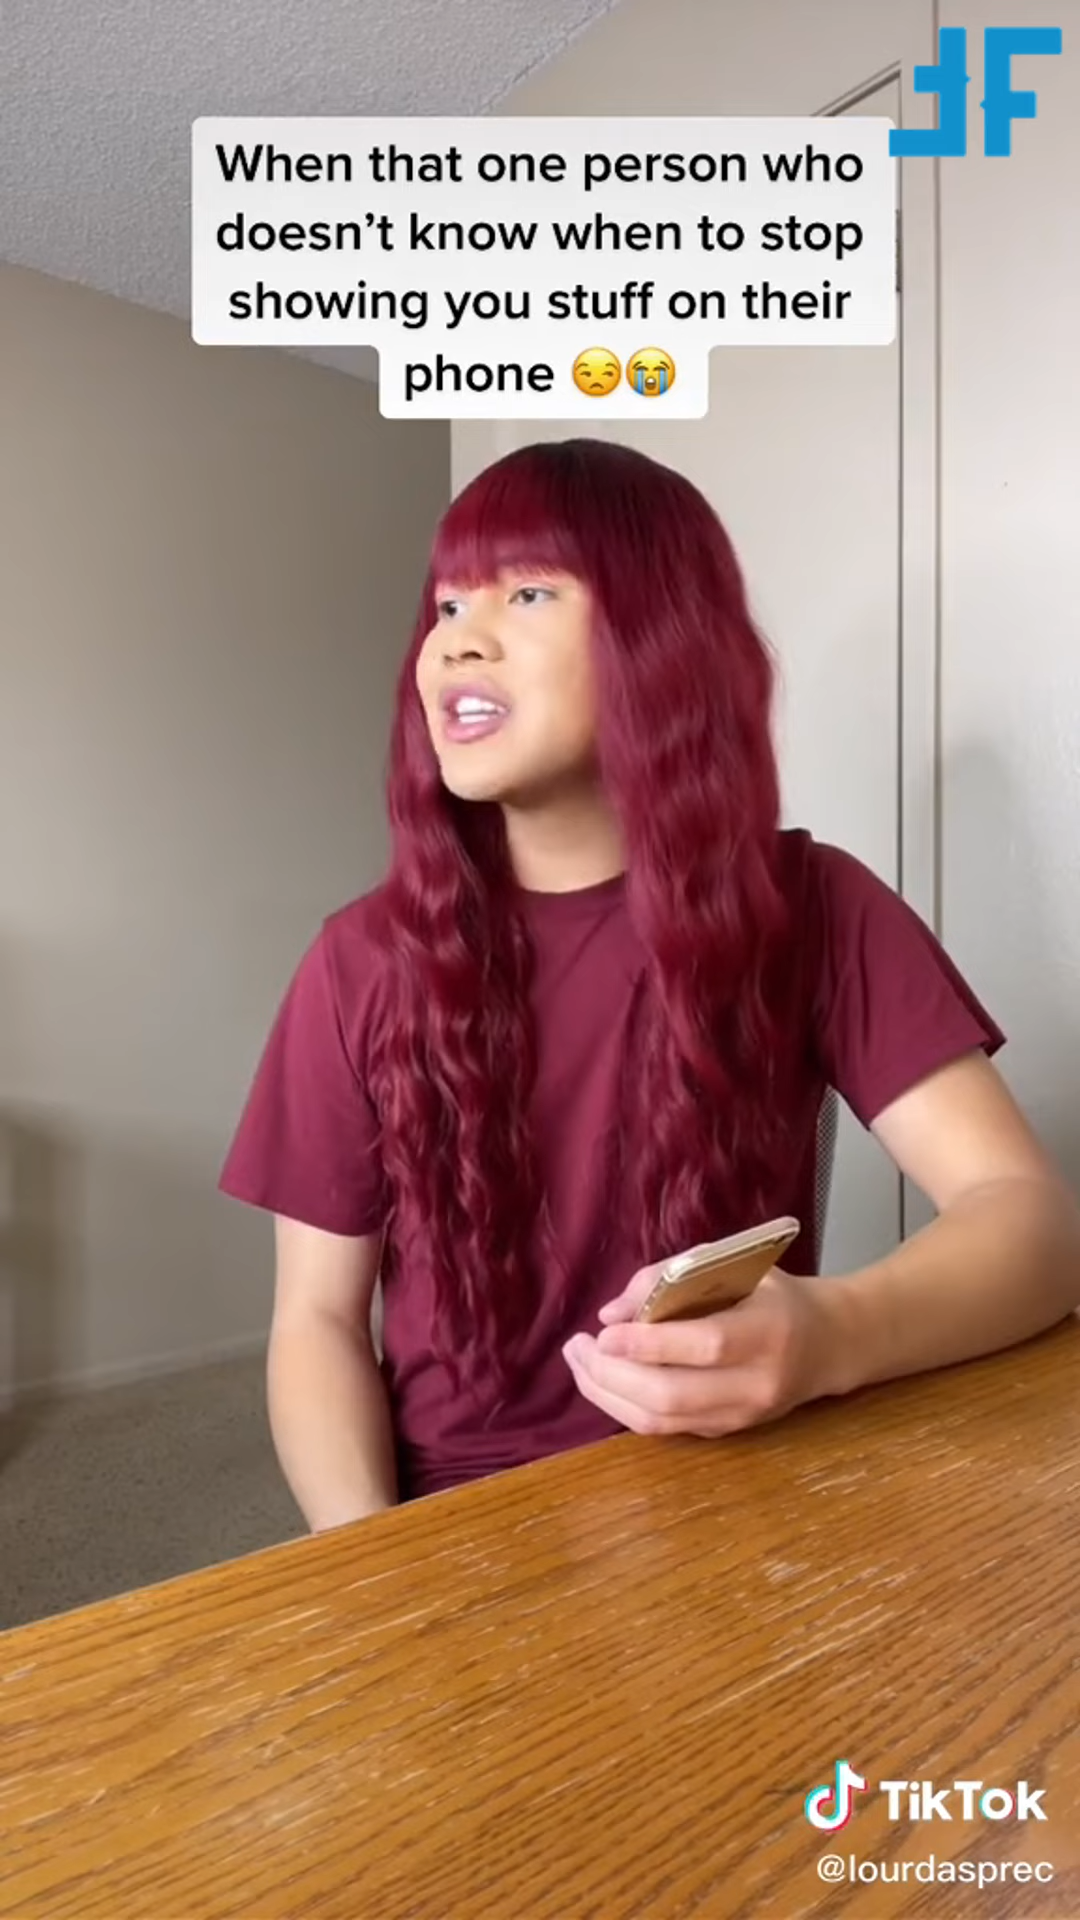 When that one person who
doesn’t know when to stop
showing you stuff on their
phone 😒😭
TikTok
@lourdasprec